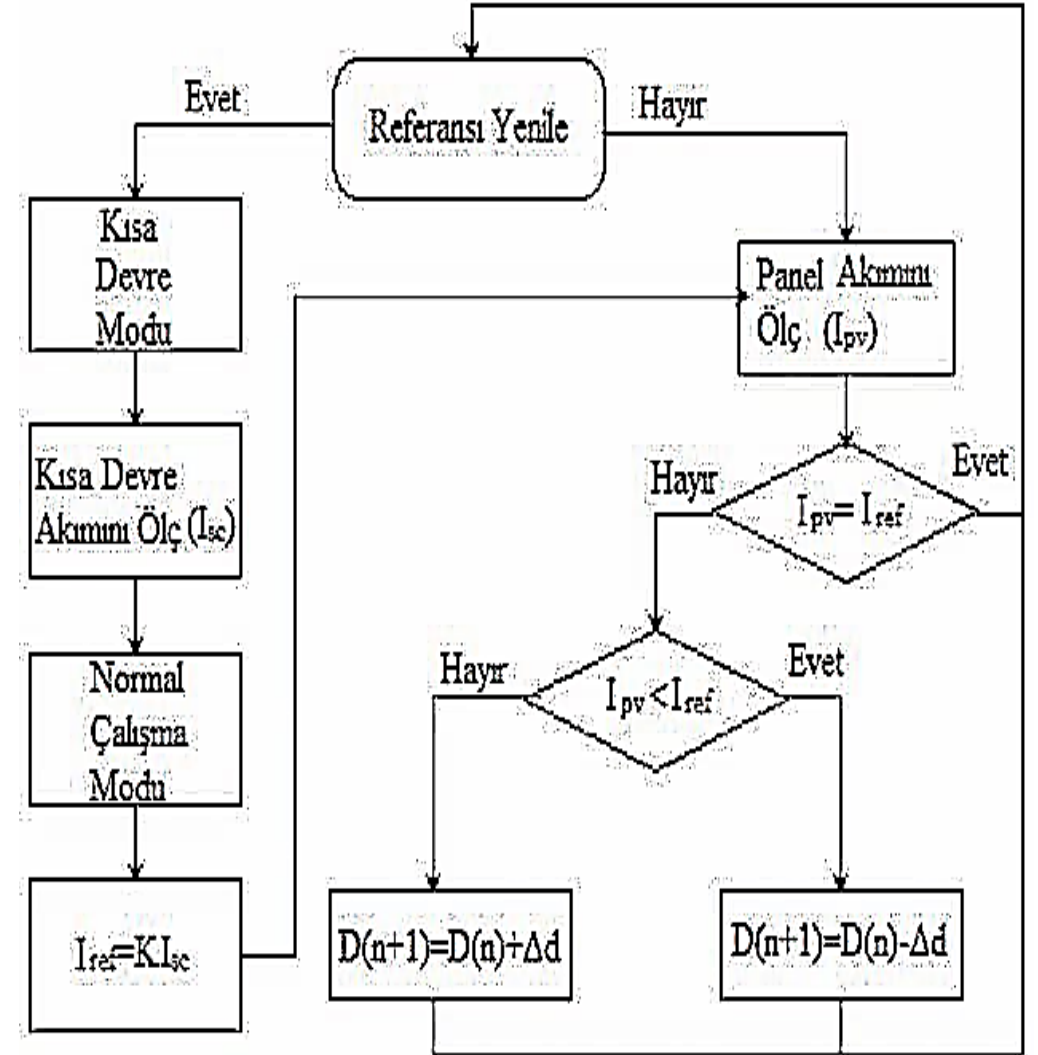 Referansı Yenile
Evet
Hayır
Kısa
Devre
Modu
Kısa Devre
Akımını Ölç (Isc)
Normal
Çalışma
Modu
Iref=K.Isc
Panel Akımını
Ölç (Ipv)
Ipv=Iref
Hayır
Evet
Ipv<Iref
Hayır
Evet
D(n+1)=D(n)+Δd
D(n+1)=D(n)-Δd